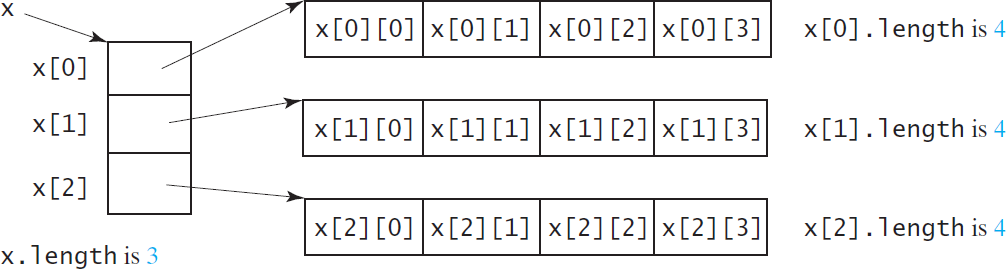 x
x[0][0] x[0][1] x[0][2] x[0][3] x[0].length is 4
x[0]
x[1] x[1][0] x[1][1] x[1][2] x[1][3] x[1].length is 4
x[2]
x[2][0] x[2][1] x[2][2] x[2][3] x[2].length is 4
x.length is 3